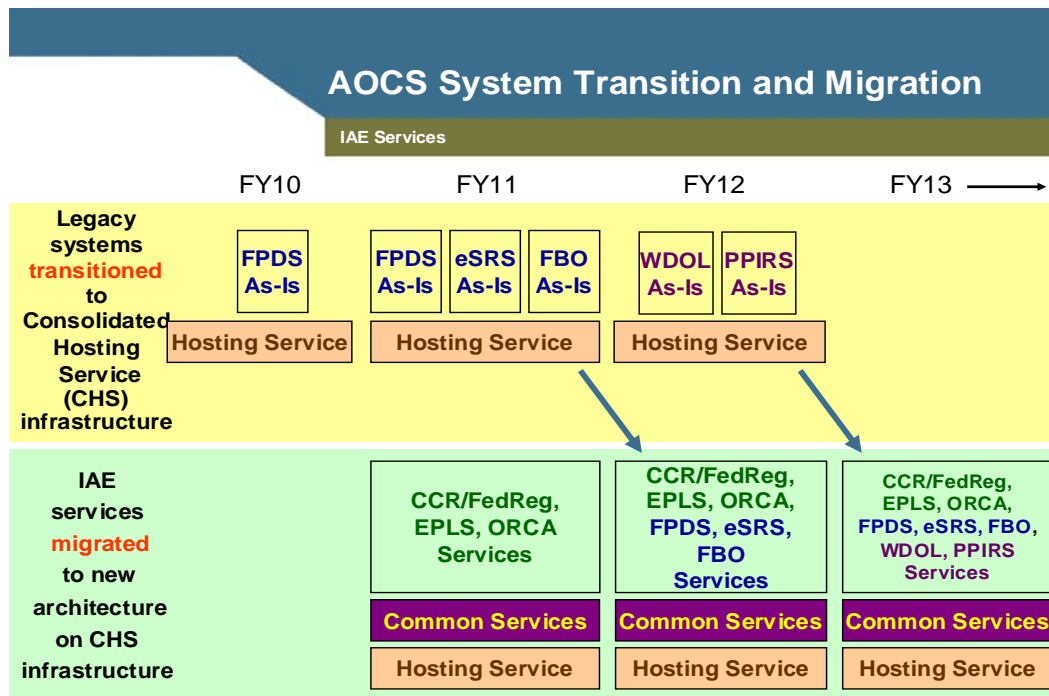 AOCS System Transition and Migration
IAE Services
FY10 FY11 FY12 FY13
Legacy
systems
transitioned
to
Consolidated
Hosting
Service
(CHS)
infrastructure
FPDS
As-Is
Hosting Service
FPDS
As-Is
eSRS
As-Is
FBO
As-Is
Hosting Service
WDOL
As-Is
PPIRS
As-Is
Hosting Service
IAE
services
migrated
to new
architecture
on CHS
infrastructure
CCR/FedReg,
EPLS, ORCA
Services
Common Services
Hosting Service
CCR/FedReg,
EPLS, ORCA,
FPDS, eSRS,
FBO
Services
Common Services
Hosting Service
CCR/FedReg,
EPLS, ORCA,
FPDS, eSRS, FBO,
WDOL, PPIRS
Services
Common Services
Hosting Service